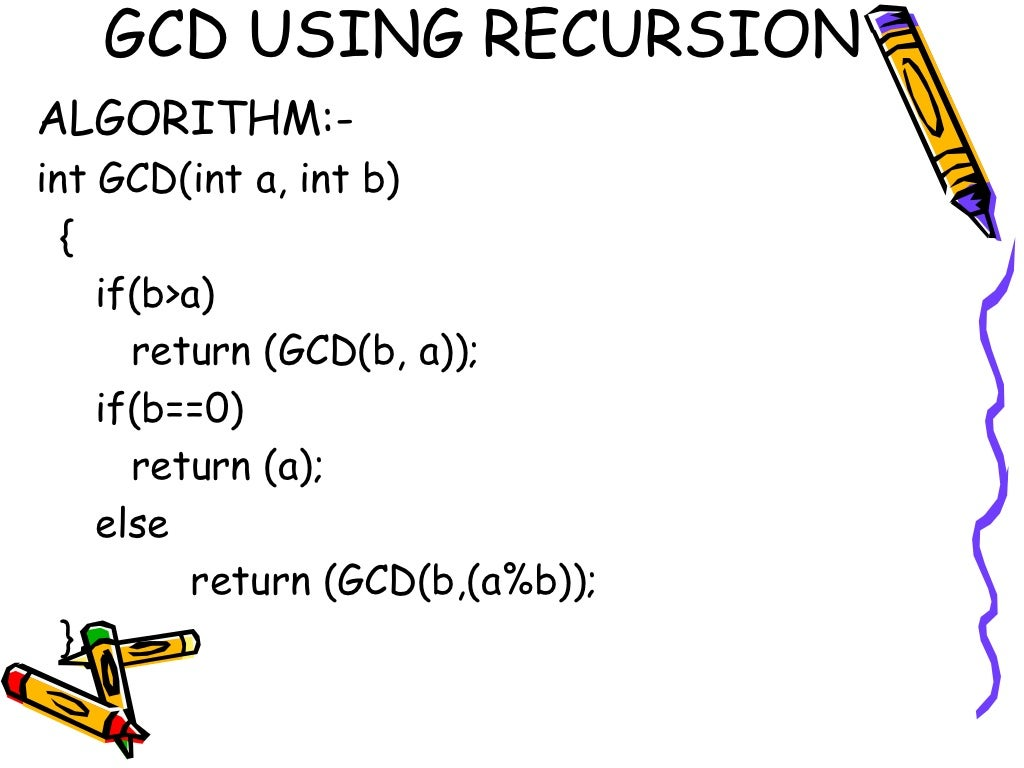 GCD USING RECURSION
ALGORITHM:-
int GCD(int a, int b)
{
if(b>a)
return (GCD(b, a));
if(b==0)
return (a);
else
return (GCD(b,(a%b));
}